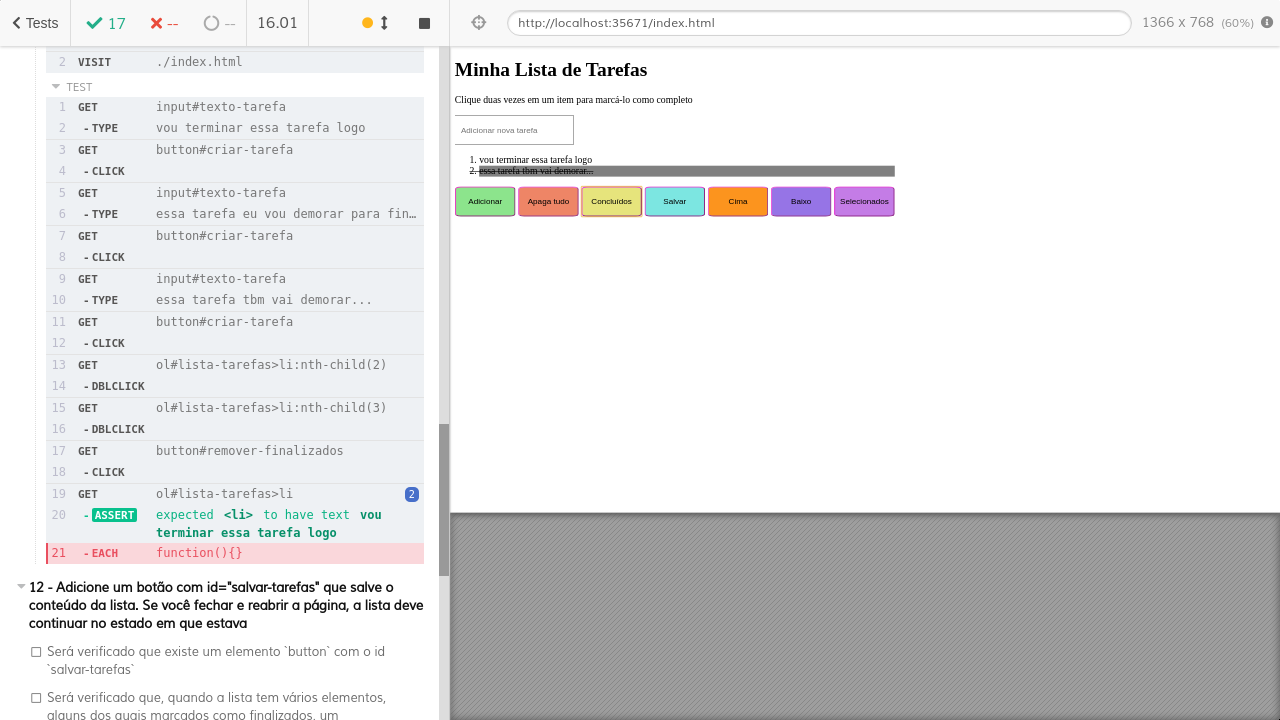 Tests 17 -- -- 16.01
http://localhost:35671/index.html 1366 x 768 (60%)
2 VISIT ./index.html
TEST
1 GET input#texto-tarefa
2 -TYPE vou terminar essa tarefa logo
3 GET button#criar-tarefa
4 -CLICK
5 GET input#texto-tarefa
6 -TYPE essa tarefa eu vou demorar para fin…
7 GET button#criar-tarefa
8 -CLICK
9 GET input#texto-tarefa
10 -TYPE essa tarefa tbm vai demorar...
11 GET button#criar-tarefa
12 -CLICK
13 GET ol#lista-tarefas>li:nth-child(2)
14 -DBLCLICK
15 GET ol#lista-tarefas>li:nth-child(3)
16 -DBLCLICK
17 GET button#remover-finalizados
18 -CLICK
19 GET ol#lista-tarefas>li 2
20 -ASSERT expected <li> to have text vou
terminar essa tarefa logo
21 -EACH function(){}
12 - Adicione um botão com id="salvar-tarefas" que salve o
conteúdo da lista. Se você fechar e reabrir a página, a lista deve
continuar no estado em que estava
Será verificado que existe um elemento `button` com o id
`salvar-tarefas`
Será verificado que, quando a lista tem vários elementos,
alguns dos quais marcados como finalizados, um
Minha Lista de Tarefas
Clique duas vezes em um item para marcá-lo como completo
Adicionar nova tarefa
1. vou terminar essa tarefa logo
2. essa tarefa tbm vai demorar...
Adicionar Apaga tudo Concluídos Salvar Cima Baixo Selecionados